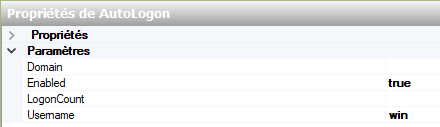 Propriétés de AutoLogon
Propriétés
Paramètres
Domain
Enabled true
LogonCount
Username win